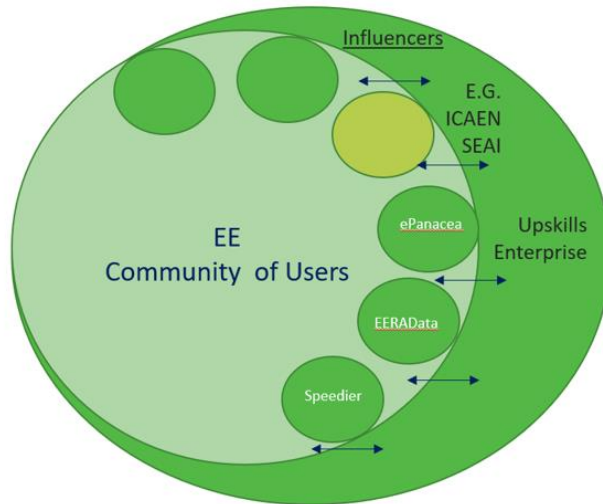 Influencers
E.G.
ICAEN
SEAI
ePanacea
Upskills
Enterprise
EE
Community of Users
EERAData
Speedier